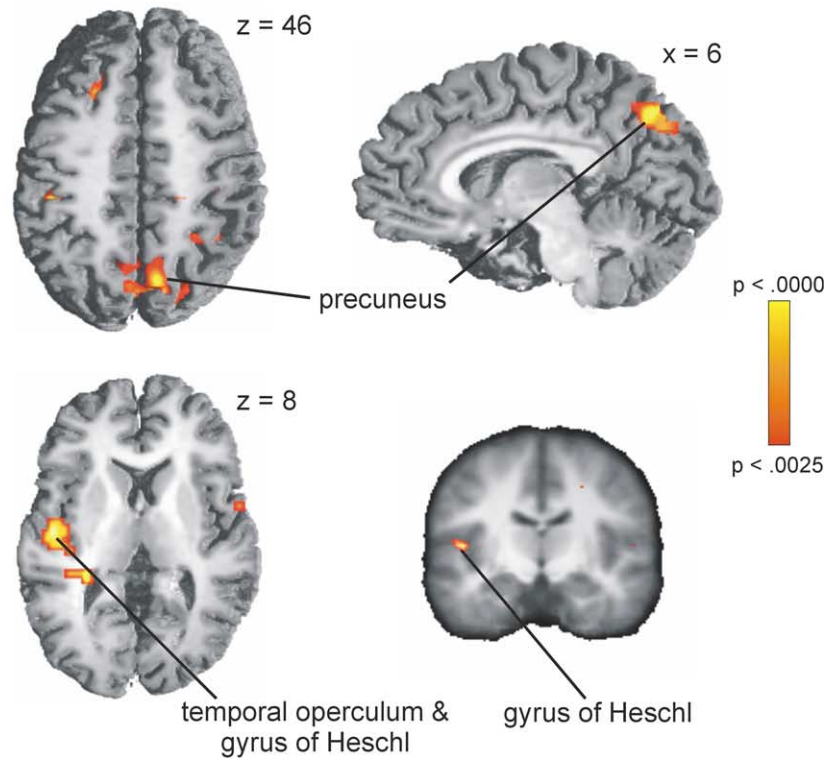 z = 46
x = 6
precuneus
p < .0000
p < .0025
z = 8
temporal operculum &
gyrus of Heschl
gyrus of Heschl